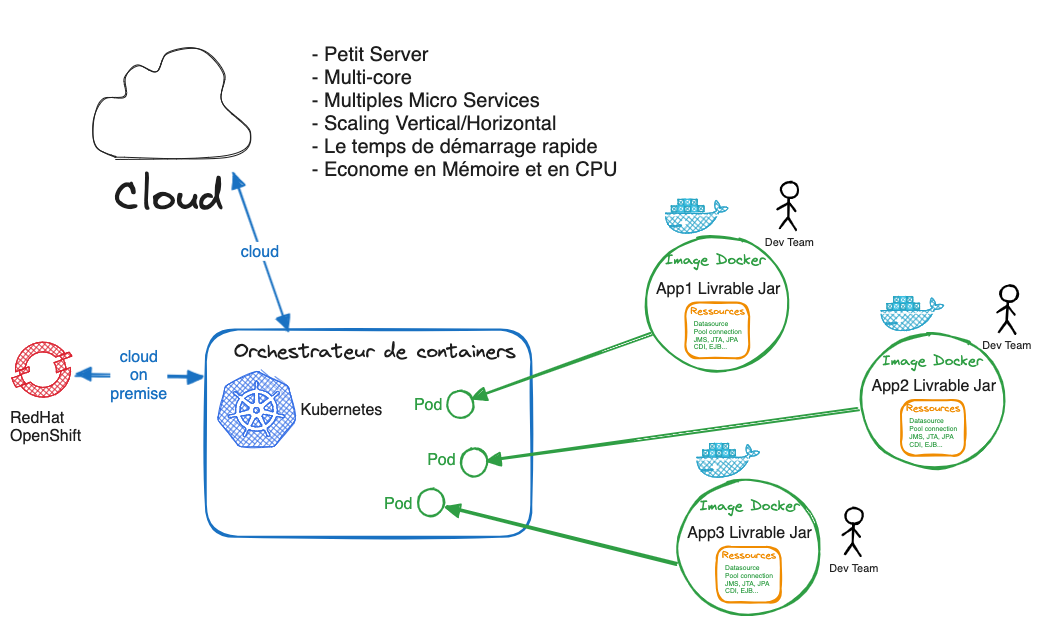 - Petit Server
- Multi-core
- Multiples Micro Services
- Scaling Vertical/Horizontal
- Le temps de démarrage rapide
- Econome en Mémoire et en CPU
Cloud
cloud
cloud
on
premise
RedHat
OpenShift
Orchestrateur de containers
Kubernetes
Pod
Pod
Pod
Dev Team
Image Docker
App1 Livrable Jar
Ressources
Datasource
Pool connection
JMS, JTA, JPA
CDI, EJB...
Dev Team
Image Docker
App2 Livrable Jar
Ressources
Datasource
Pool connection
JMS, JTA, JPA
CDI, EJB...
Image Docker
App3 Livrable Jar
Ressources
Datasource
Pool connection
JMS, JTA, JPA
CDI, EJB...
Dev Team